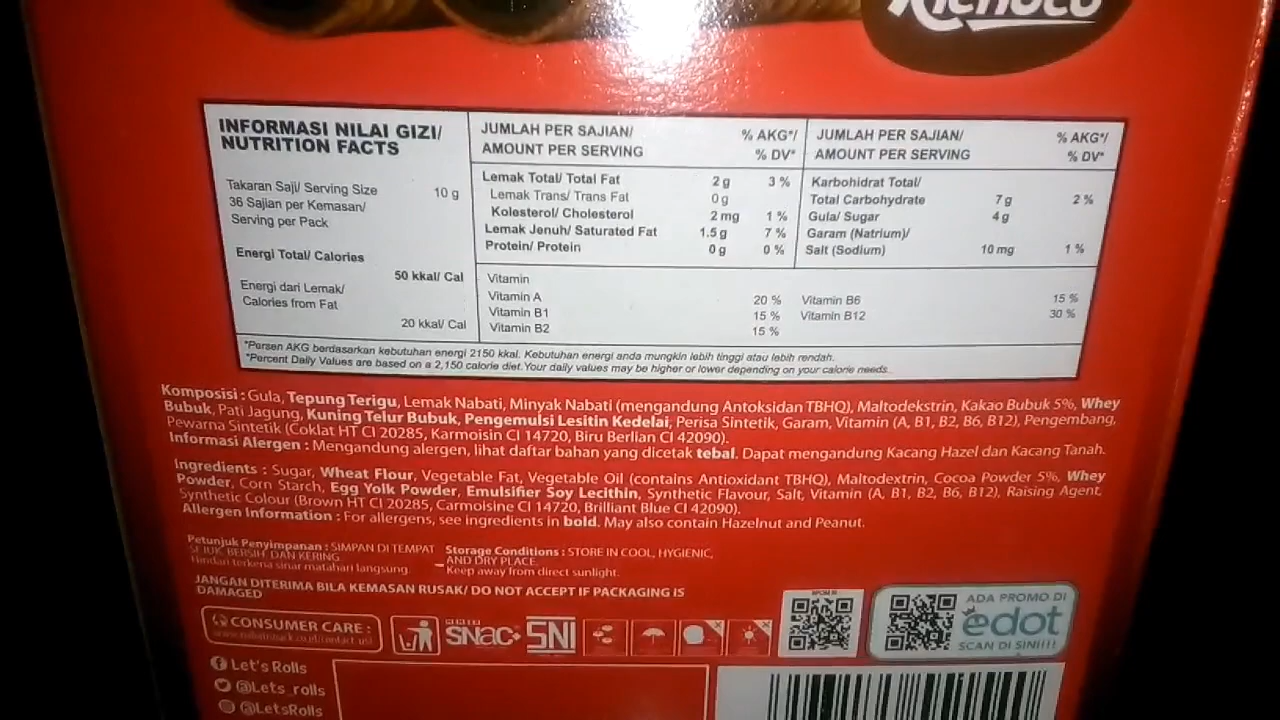 Richoco
INFORMASI NILAI GIZI/
NUTRITION FACTS
Takaran Saji/ Serving Size 10 g
36 Sajian per Kemasan/
Serving per Pack
Energi Total/ Calories
50 kkal/ Cal
Energi dari Lemak/
Calories from Fat
20 kkal/ Cal
JUMLAH PER SAJIAN/ % AKG*/
AMOUNT PER SERVING % DV*
Lemak Total/ Total Fat 2 g 3 %
Lemak Trans/ Trans Fat 0 g
Kolesterol/ Cholesterol 2 mg 1 %
Lemak Jenuh/ Saturated Fat 1.5 g 7 %
Protein/ Protein 0 g 0 %
JUMLAH PER SAJIAN/ % AKG*/
AMOUNT PER SERVING % DV*
Karbohidrat Total/
Total Carbohydrate 7 g 2 %
Gula/ Sugar 4 g
Garam (Natrium)/
Salt (Sodium) 10 mg 1 %
Vitamin
Vitamin A 20 % Vitamin B6 15 %
Vitamin B1 15 % Vitamin B12 30 %
Vitamin B2 15 %
*Persen AKG berdasarkan kebutuhan energi 2150 kkal. Kebutuhan energi anda mungkin lebih tinggi atau lebih rendah.
*Percent Daily Values are based on a 2,150 calorie diet. Your daily values may be higher or lower depending on your calorie needs.
Komposisi : Gula, Tepung Terigu, Lemak Nabati, Minyak Nabati (mengandung Antoksidan TBHQ), Maltodekstrin, Kakao Bubuk 5%, Whey
Bubuk, Pati Jagung, Kuning Telur Bubuk, Pengemulsi Lesitin Kedelai, Perisa Sintetik, Garam, Vitamin (A, B1, B2, B6, B12), Pengembang,
Pewarna Sintetik (Coklat HT CI 20285, Karmoisin CI 14720, Biru Berlian CI 42090).
Informasi Alergen : Mengandung alergen, lihat daftar bahan yang dicetak tebal. Dapat mengandung Kacang Hazel dan Kacang Tanah.
Ingredients : Sugar, Wheat Flour, Vegetable Fat, Vegetable Oil (contains Antioxidant TBHQ), Maltodextrin, Cocoa Powder 5%, Whey
Powder, Corn Starch, Egg Yolk Powder, Emulsifier Soy Lecithin, Synthetic Flavour, Salt, Vitamin (A, B1, B2, B6, B12), Raising Agent,
Synthetic Colour (Brown HT CI 20285, Carmoisine CI 14720, Brilliant Blue CI 42090).
Allergen Information : For allergens, see ingredients in bold. May also contain Hazelnut and Peanut.
Petunjuk Penyimpanan : SIMPAN DI TEMPAT
SEJUK, BERSIH, DAN KERING
Hindari terkena sinar matahari langsung.
Storage Conditions : STORE IN COOL, HYGIENIC,
AND DRY PLACE.
Keep away from direct sunlight.
JANGAN DITERIMA BILA KEMASAN RUSAK/ DO NOT ACCEPT IF PACKAGING IS
DAMAGED
CONSUMER CARE :
SNAC
SNI
BPOM RI
ADA PROMO DI
edot
SCAN DI SINI!!!
Let's Rolls
@Lets_rolls
@LetsRolls